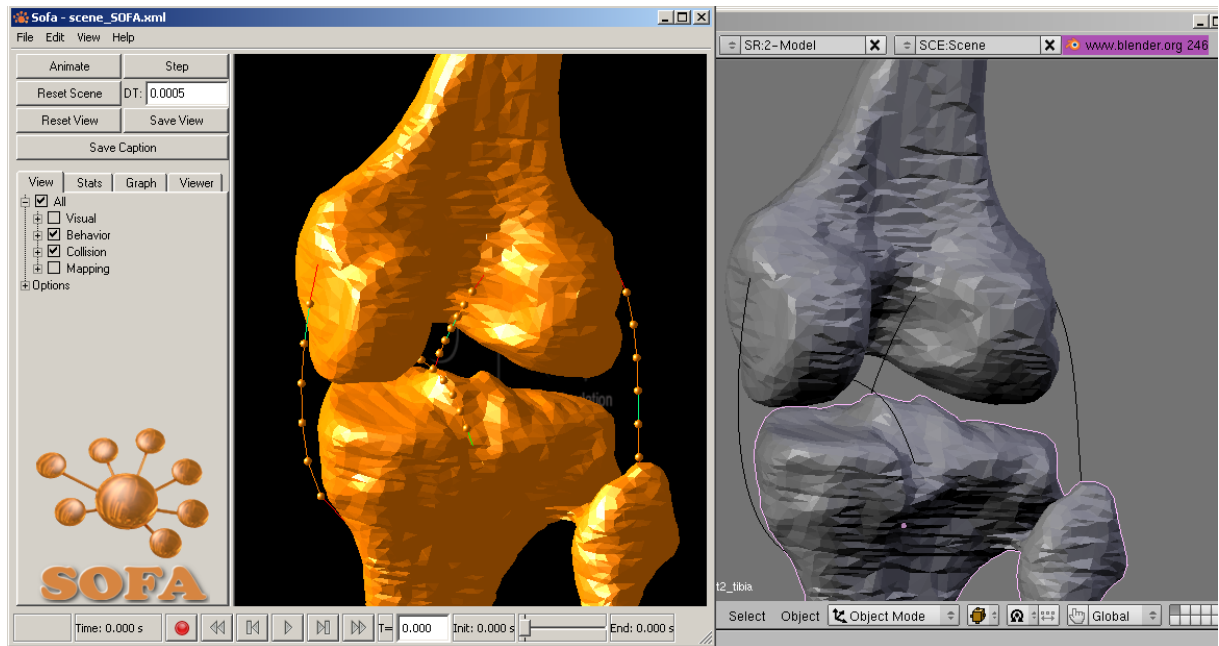 Sofa - scene_SOFA.xml
File Edit View Help
Animate Step
Reset Scene DT: 0.0005
Reset View Save View
Save Caption
View Stats Graph Viewer
All
Visual
Behavior
Collision
Mapping
Options
SOFA
Time: 0.000 s T= 0.000 Init: 0.000 s End: 0.000 s
SR:2-Model SCE:Scene www.blender.org 246
t2_tibia
Select Object Object Mode Global